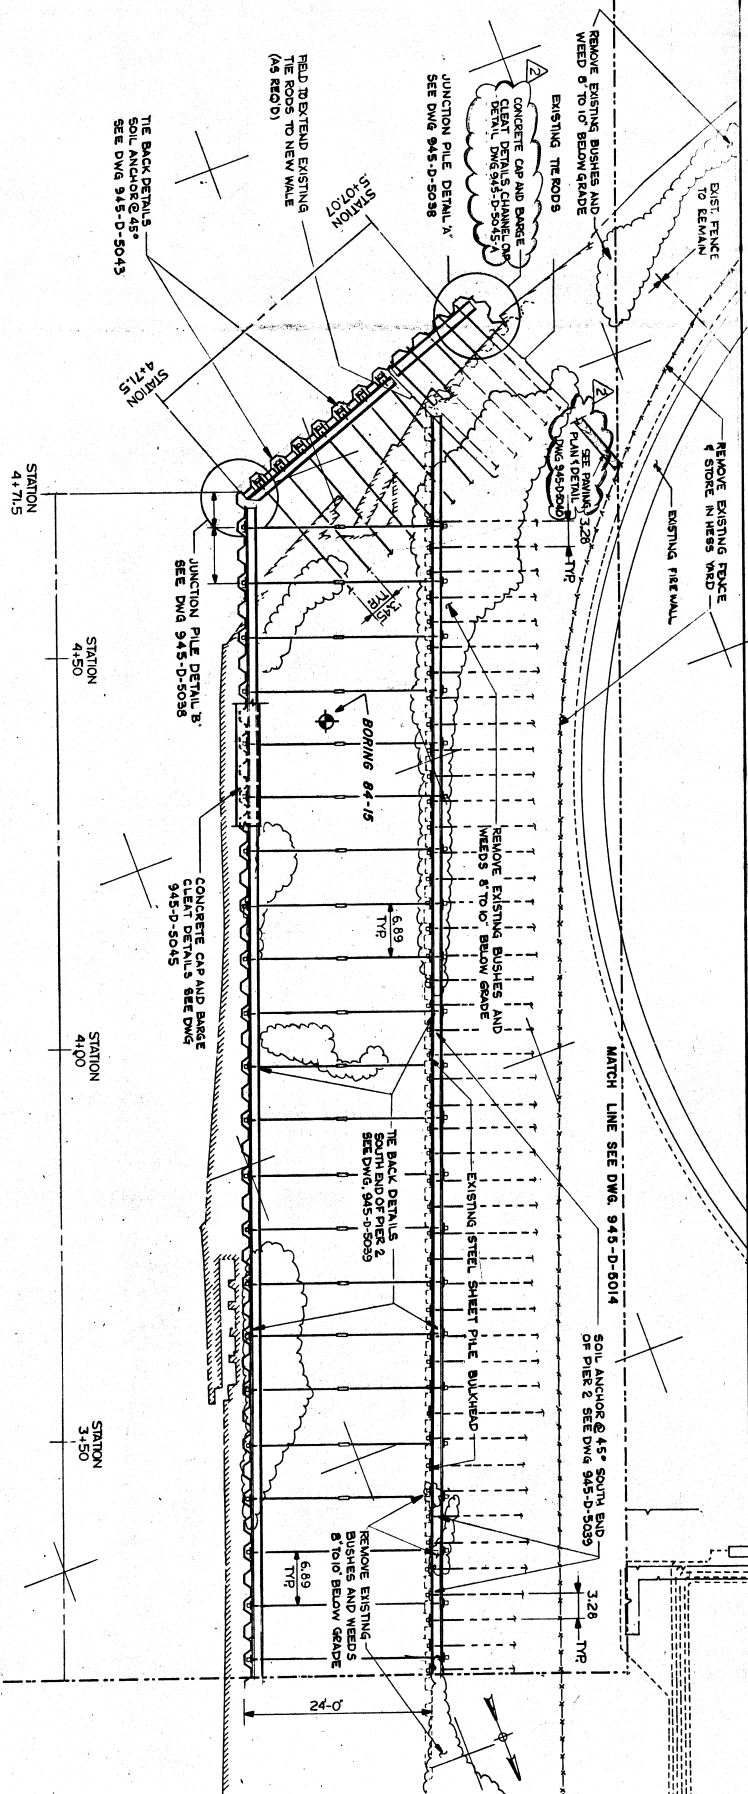 REMOVE EXISTING BUSHES AND
WEED 8" TO 10" BELOW GRADE
EXIST. FENCE
TO REMAIN
2
EXISTING TIE RODS
CONCRETE CAP AND BARGE
CLEAT DETAILS, CHANNEL CAP
DETAIL DWG 945-D-5045-A
JUNCTION PILE DETAIL "A"
SEE DWG 945-D-5038
FIELD TO EXTEND EXISTING
TIE RODS TO NEW WALE
(AS REQ'D)
TIE BACK DETAILS
SOIL ANCHOR @ 45°
SEE DWG 945-D-5043
STATION
5+07.07
STATION
4+71.5
2
SEE PAVING
PLAN & DETAIL
3.28
TYP.
REMOVE EXISTING FENCE
& STORE IN HESS YARD
EXISTING FIREWALL
STATION
4+71.5
JUNCTION PILE DETAIL 'B'
SEE DWG 945-D-5038
3.45
TYP.
STATION
4+50
BORING 84-15
REMOVE EXISTING BUSHES AND
WEEDS 8" TO 10" BELOW GRADE
CONCRETE CAP AND BARGE
CLEAT DETAILS SEE DWG
945-D-5045
6.89
TYP.
STATION
4+00
MATCH LINE SEE DWG. 945-D-5014
TIE BACK DETAILS
SOUTH END OF PIER 2
SEE DWG. 945-D-5039
EXISTING STEEL SHEET PILE BULKHEAD
SOIL ANCHOR @ 45° SOUTH END
OF PIER 2 SEE DWG 945-D-5039
STATION
3+50
REMOVE EXISTING
BUSHES AND WEEDS
8" TO 10" BELOW GRADE
6.89
TYP.
3.28
TYP.
24'-0"